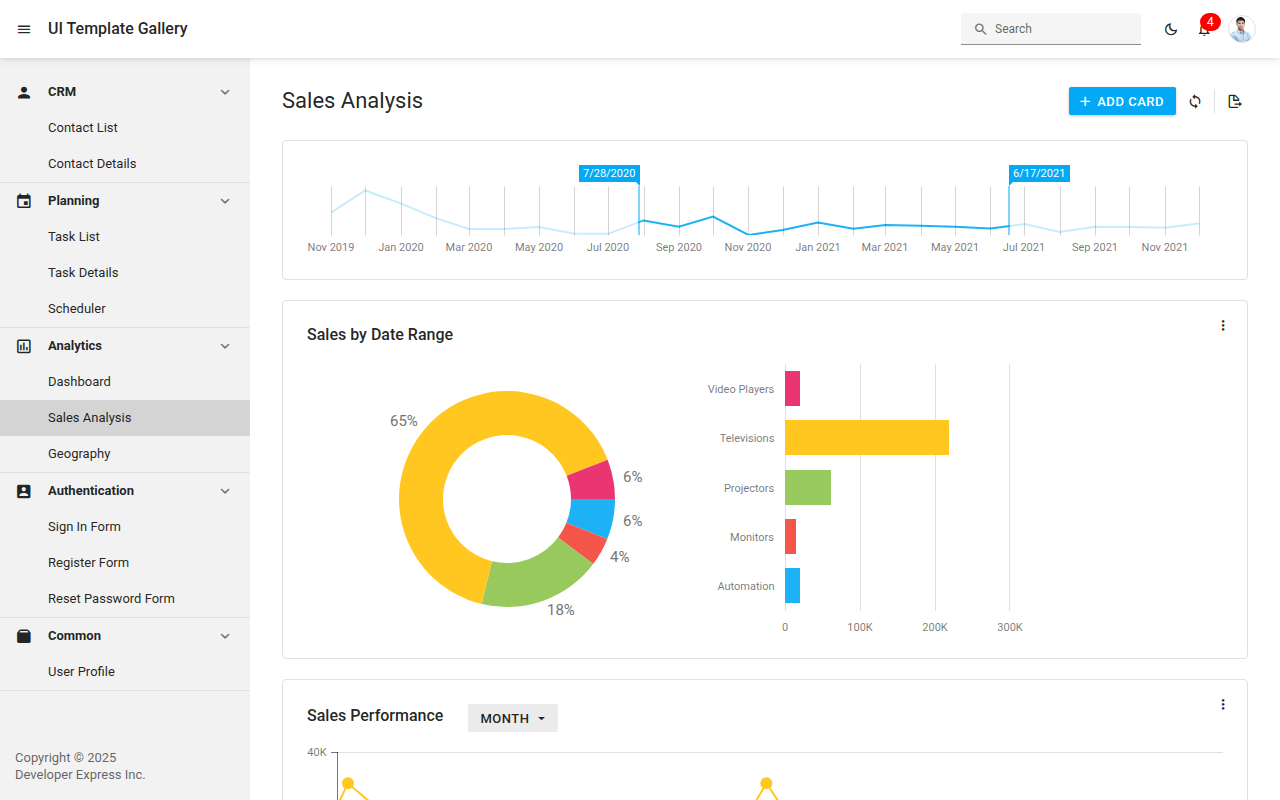 UI Template Gallery
Search
4
CRM
Contact List
Contact Details
Planning
Task List
Task Details
Scheduler
Analytics
Dashboard
Sales Analysis
Geography
Authentication
Sign In Form
Register Form
Reset Password Form
Common
User Profile
Copyright © 2025
Developer Express Inc.
Sales Analysis
ADD CARD
7/28/2020 6/17/2021
Nov 2019 Jan 2020 Mar 2020 May 2020 Jul 2020 Sep 2020 Nov 2020 Jan 2021 Mar 2021 May 2021 Jul 2021 Sep 2021 Nov 2021
Sales by Date Range
65%
6%
6%
4%
18%
Video Players
Televisions
Projectors
Monitors
Automation
0 100K 200K 300K
Sales Performance
MONTH
40K